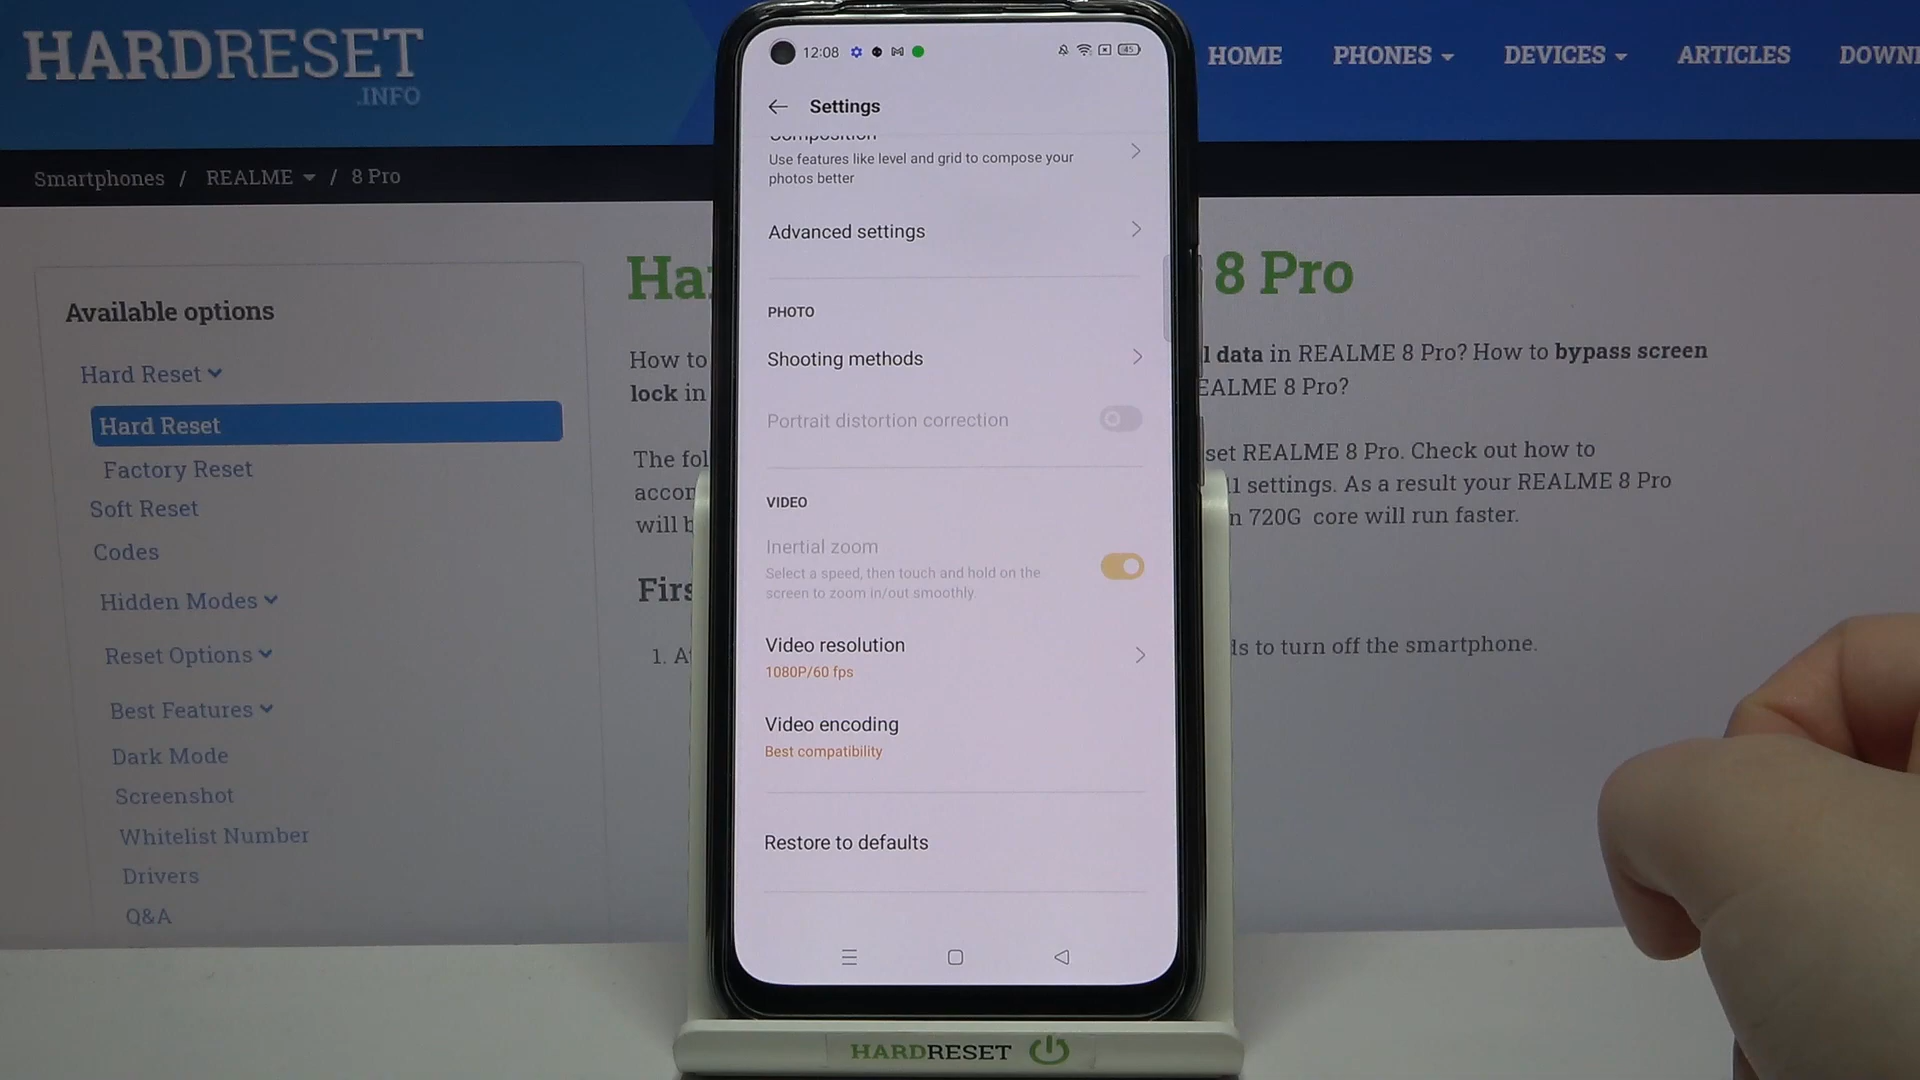 HARDRESET
.INFO
HOME PHONES DEVICES ARTICLES
Smartphones / REALME / 8 Pro
Available options
Hard Reset
Hard Reset
Factory Reset
Soft Reset
Codes
Hidden Modes
Reset Options
Best Features
Dark Mode
Screenshot
Whitelist Number
Drivers
Q&A
8 Pro
How to
data in REALME 8 Pro? How to bypass screen
lock in
REALME 8 Pro?
The
set REALME 8 Pro. Check out how to
settings. As a result your REALME 8 Pro
will
720G core will run faster.
1.
to turn off the smartphone.
12:08
45
Settings
Composition
Use features like level and grid to compose your
photos better
Advanced settings
PHOTO
Shooting methods
Portrait distortion correction
VIDEO
Inertial zoom
Select a speed, then touch and hold on the
screen to zoom in/out smoothly.
Video resolution
1080P/60 fps
Video encoding
Best compatibility
Restore to defaults
HARDRESET